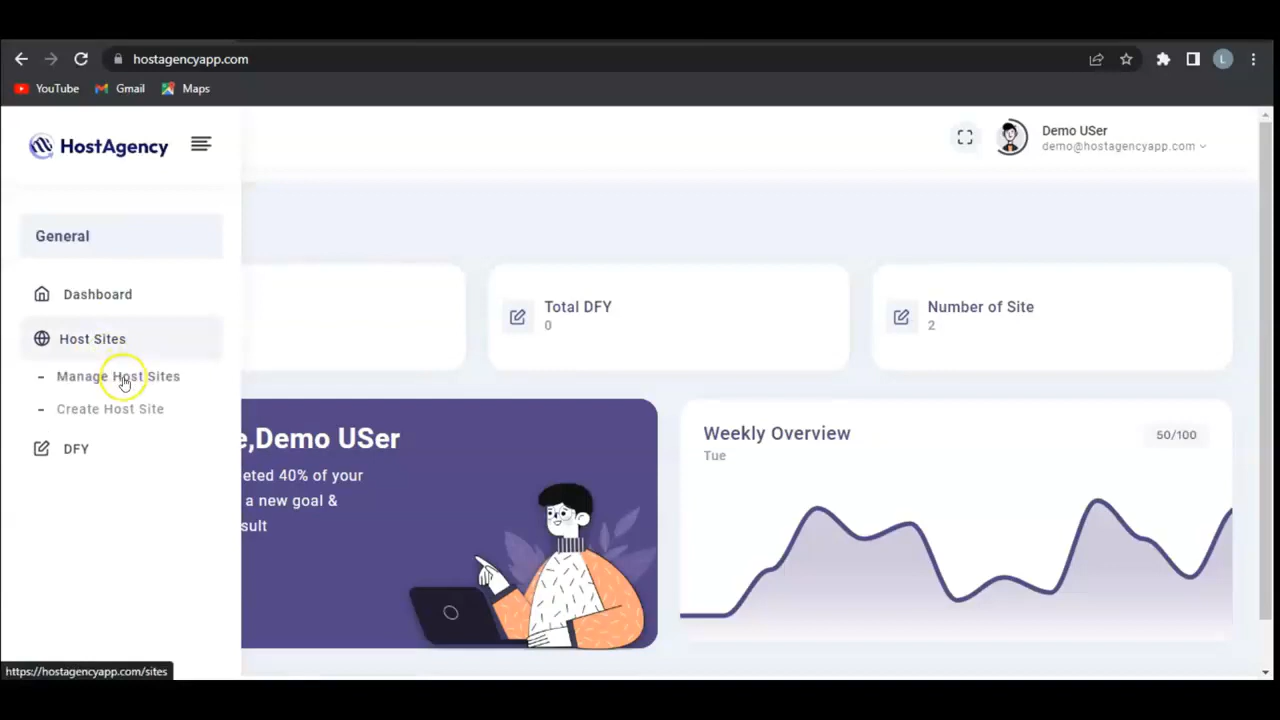 hostagencyapp.com
YouTube
Gmail
Maps
L
HostAgency
Demo USer
demo@hostagencyapp.com
General
Dashboard
Host Sites
Manage Host Sites
Create Host Site
DFY
Total DFY
0
Number of Site
2
e,Demo USer
eted 40% of your
a new goal &
sult
Weekly Overview
Tue
50/100
https://hostagencyapp.com/sites